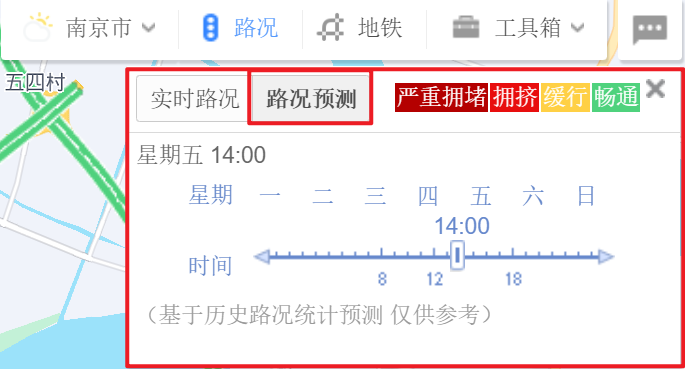 南京市 路况 地铁 工具箱
五四村
实时路况 路况预测 严重拥堵 拥挤 缓行 畅通
星期五 14:00
星期 一 二 三 四 五 六 日
14:00
时间
8 12 18
（基于历史路况统计预测 仅供参考）